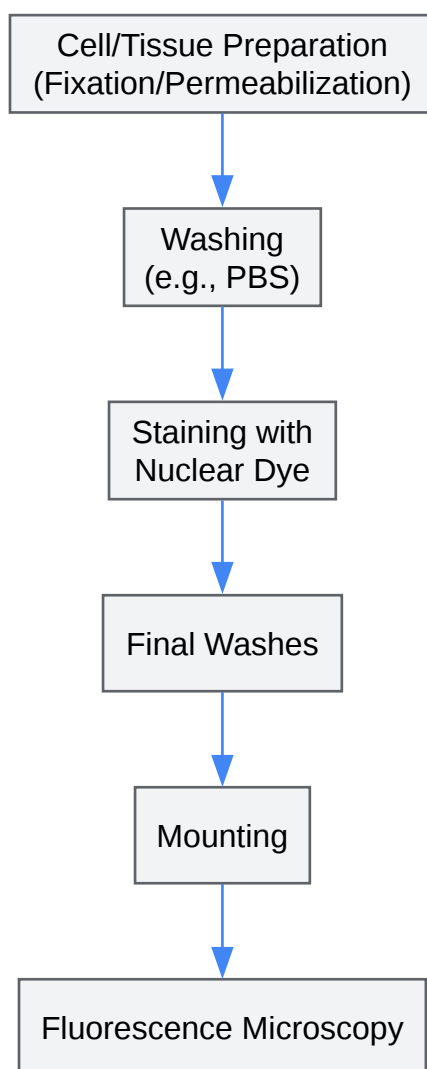 Cell/Tissue Preparation
(Fixation/Permeabilization)
Washing
(e.g., PBS)
Staining with
Nuclear Dye
Final Washes
Mounting
Fluorescence Microscopy